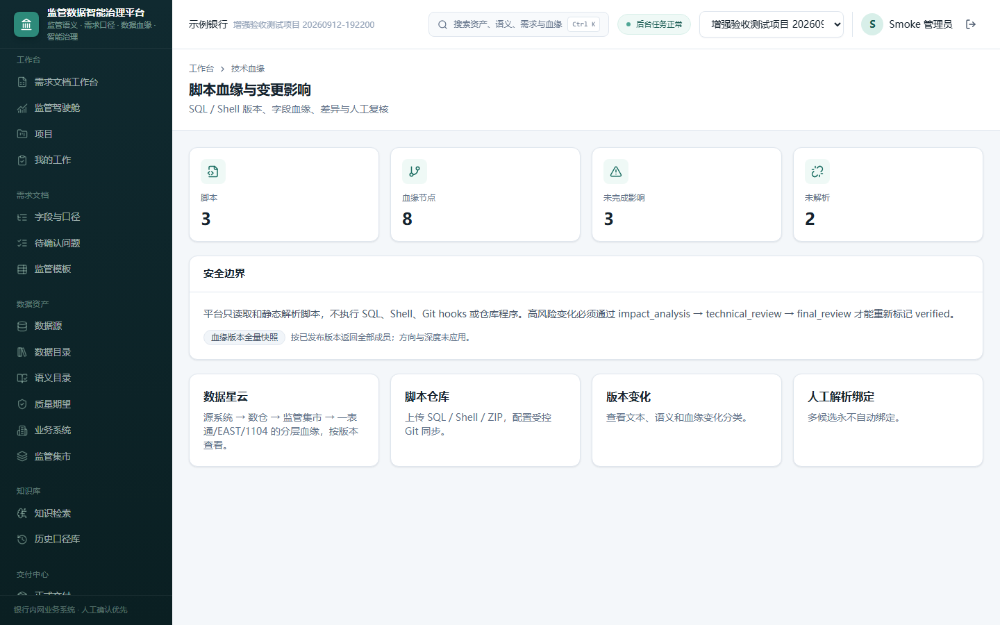 监管数据智能治理平台
监管语义 · 需求口径 · 数据血缘 ·
智能治理
工作台
需求文档工作台
监管驾驶舱
项目
我的工作
需求文档
字段与口径
待确认问题
监管模板
数据资产
数据源
数据目录
语义目录
质量期望
业务系统
监管集市
知识库
知识检索
历史口径库
交付中心
正式交付
银行内网业务系统 · 人工确认优先
示例银行 增强验收测试项目 20260912-192200
搜索资产、语义、需求与血缘 Ctrl K
后台任务正常
增强验收测试项目 202609
S Smoke 管理员
工作台 > 技术血缘
脚本血缘与变更影响
SQL / Shell 版本、字段血缘、差异与人工复核
脚本
3
血缘节点
8
未完成影响
3
未解析
2
安全边界
平台只读取和静态解析脚本，不执行 SQL、Shell、Git hooks 或仓库程序。高风险变化必须通过 impact_analysis → technical_review → final_review 才能重新标记 verified。
血缘版本全量快照 按已发布版本返回全部成员；方向与深度未应用。
数据星云
源系统 → 数仓 → 监管集市 → 一表
通/EAST/1104 的分层血缘，按版本
查看。
脚本仓库
上传 SQL / Shell / ZIP，配置受控
Git 同步。
版本变化
查看文本、语义和血缘变化分类。
人工解析绑定
多候选永不自动绑定。